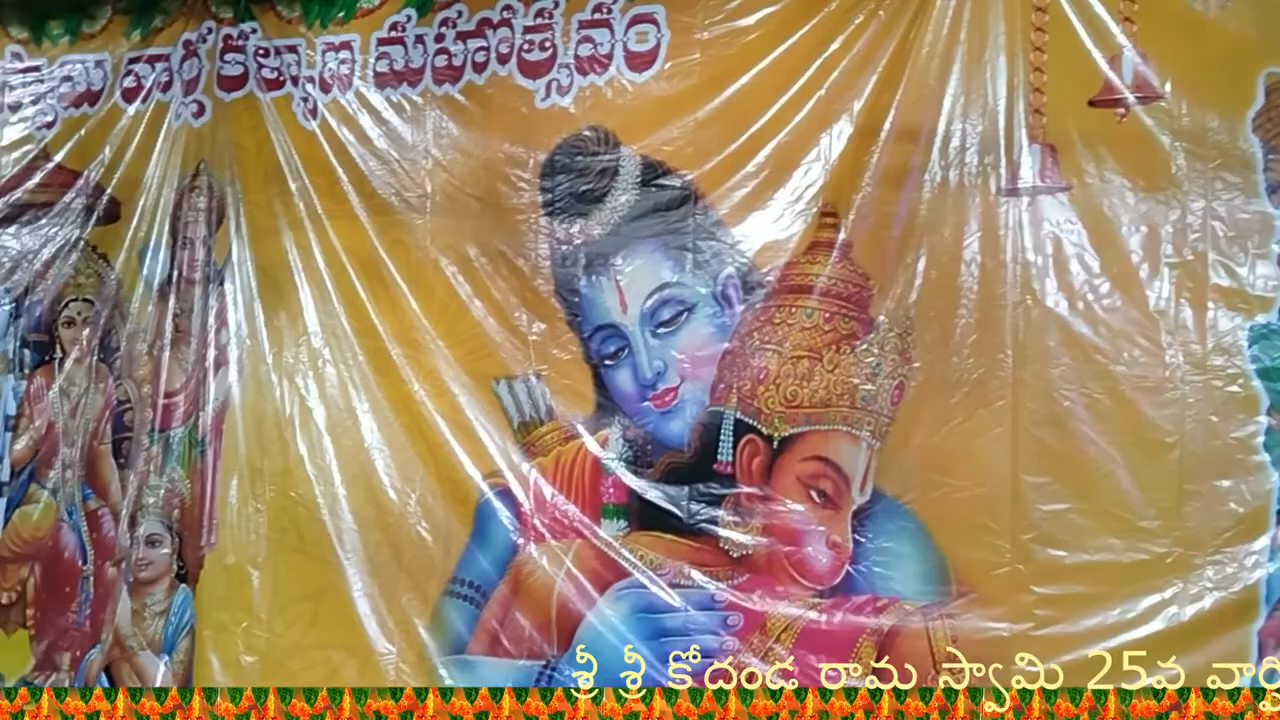 స్వామి వార్ల కళ్యాణ మహోత్సవం
శ్రీ శ్రీ కోదండ రామ స్వామి 25వ